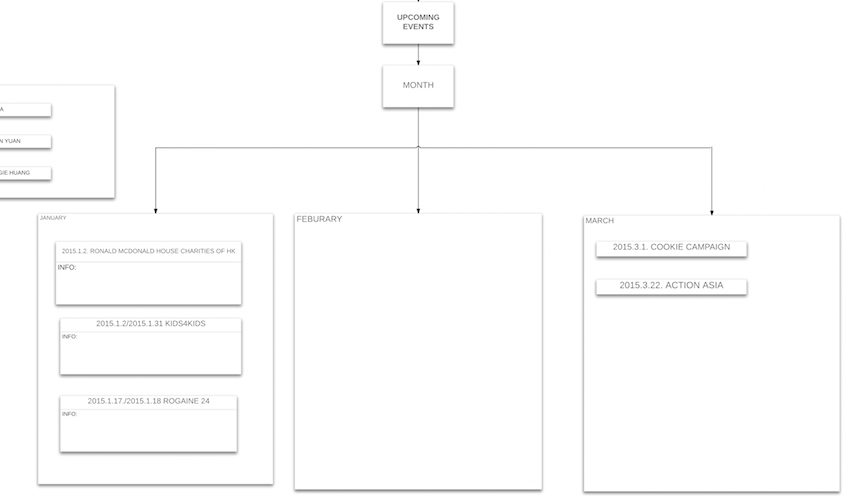 UPCOMING
EVENTS
MONTH
A
N YUAN
GIE HUANG
JANUARY
2015.1.2. RONALD MCDONALD HOUSE CHARITIES OF HK
INFO:
2015.1.2/2015.1.31 KIDS4KIDS
INFO:
2015.1.17./2015.1.18 ROGAINE 24
INFO:
FEBURARY
MARCH
2015.3.1. COOKIE CAMPAIGN
2015.3.22. ACTION ASIA